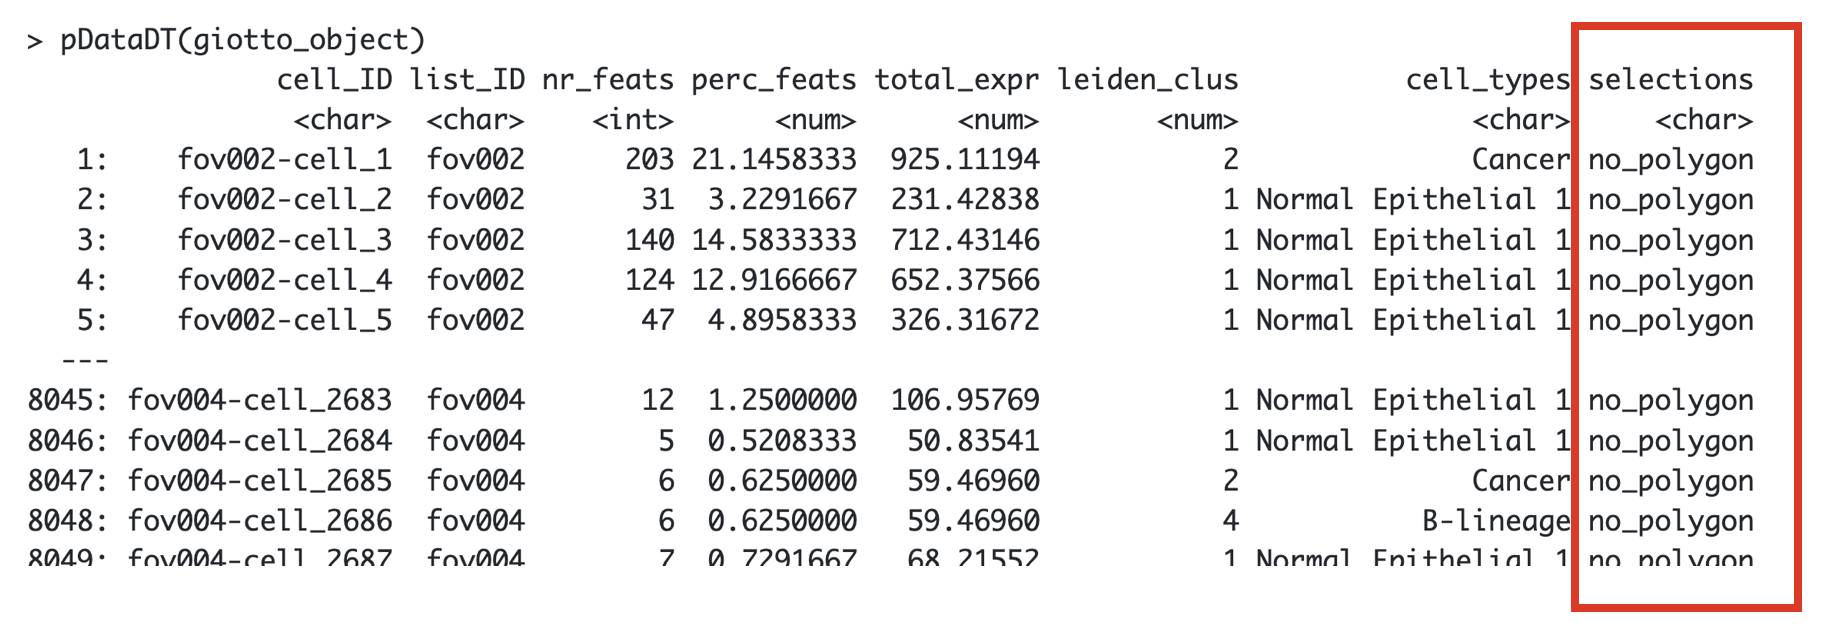 > pDataDT(giotto_object)
cell_ID list_ID nr_feats perc_feats total_expr leiden_clus cell_types selections
<char> <char> <int> <num> <num> <num> <char> <char>
1: fov002-cell_1 fov002 203 21.1458333 925.11194 2 Cancer no_polygon
2: fov002-cell_2 fov002 31 3.2291667 231.42838 1 Normal Epithelial 1 no_polygon
3: fov002-cell_3 fov002 140 14.5833333 712.43146 1 Normal Epithelial 1 no_polygon
4: fov002-cell_4 fov002 124 12.9166667 652.37566 1 Normal Epithelial 1 no_polygon
5: fov002-cell_5 fov002 47 4.8958333 326.31672 1 Normal Epithelial 1 no_polygon
---
8045: fov004-cell_2683 fov004 12 1.2500000 106.95769 1 Normal Epithelial 1 no_polygon
8046: fov004-cell_2684 fov004 5 0.5208333 50.83541 1 Normal Epithelial 1 no_polygon
8047: fov004-cell_2685 fov004 6 0.6250000 59.46960 2 Cancer no_polygon
8048: fov004-cell_2686 fov004 6 0.6250000 59.46960 4 B-lineage no_polygon
8049: fov004-cell_2687 fov004 7 0.7291667 68.21552 1 Normal Epithelial 1 no_polygon